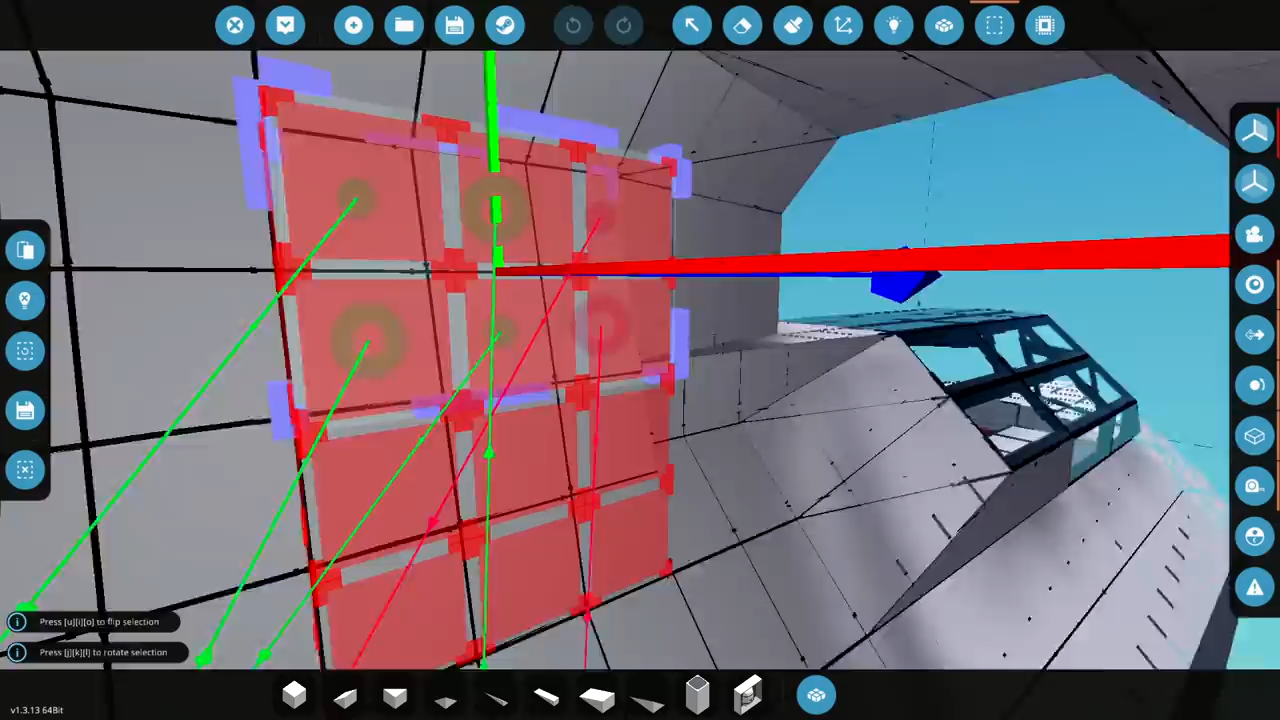 Press [u][i][o] to flip selection
Press [j][k][l] to rotate selection
v1.3.13 64Bit